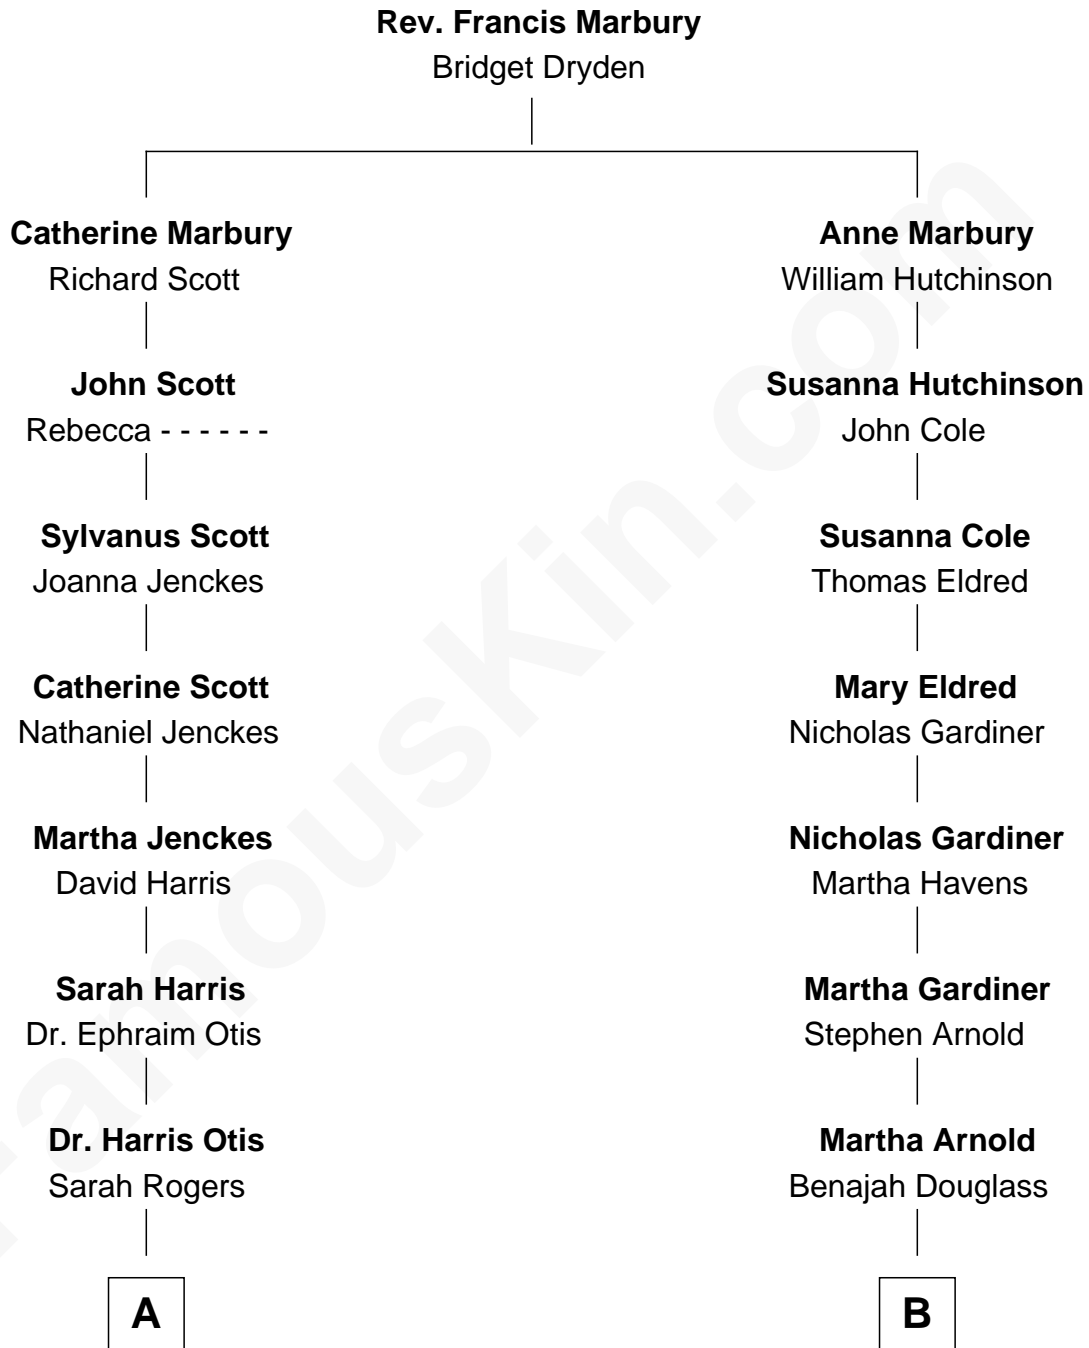 Rev. Francis Marbury
Bridget Dryden
Catherine Marbury
Richard Scott
John Scott
Rebecca - - - - - -
Sylvanus Scott
Joanna Jenckes
Catherine Scott
Nathaniel Jenckes
Martha Jenckes
David Harris
Sarah Harris
Dr. Ephraim Otis
Dr. Harris Otis
Sarah Rogers
A
Anne Marbury
William Hutchinson
Susanna Hutchinson
John Cole
Susanna Cole
Thomas Eldred
Mary Eldred
Nicholas Gardiner
Nicholas Gardiner
Martha Havens
Martha Gardiner
Stephen Arnold
Martha Arnold
Benajah Douglass
B
FamousKin.com